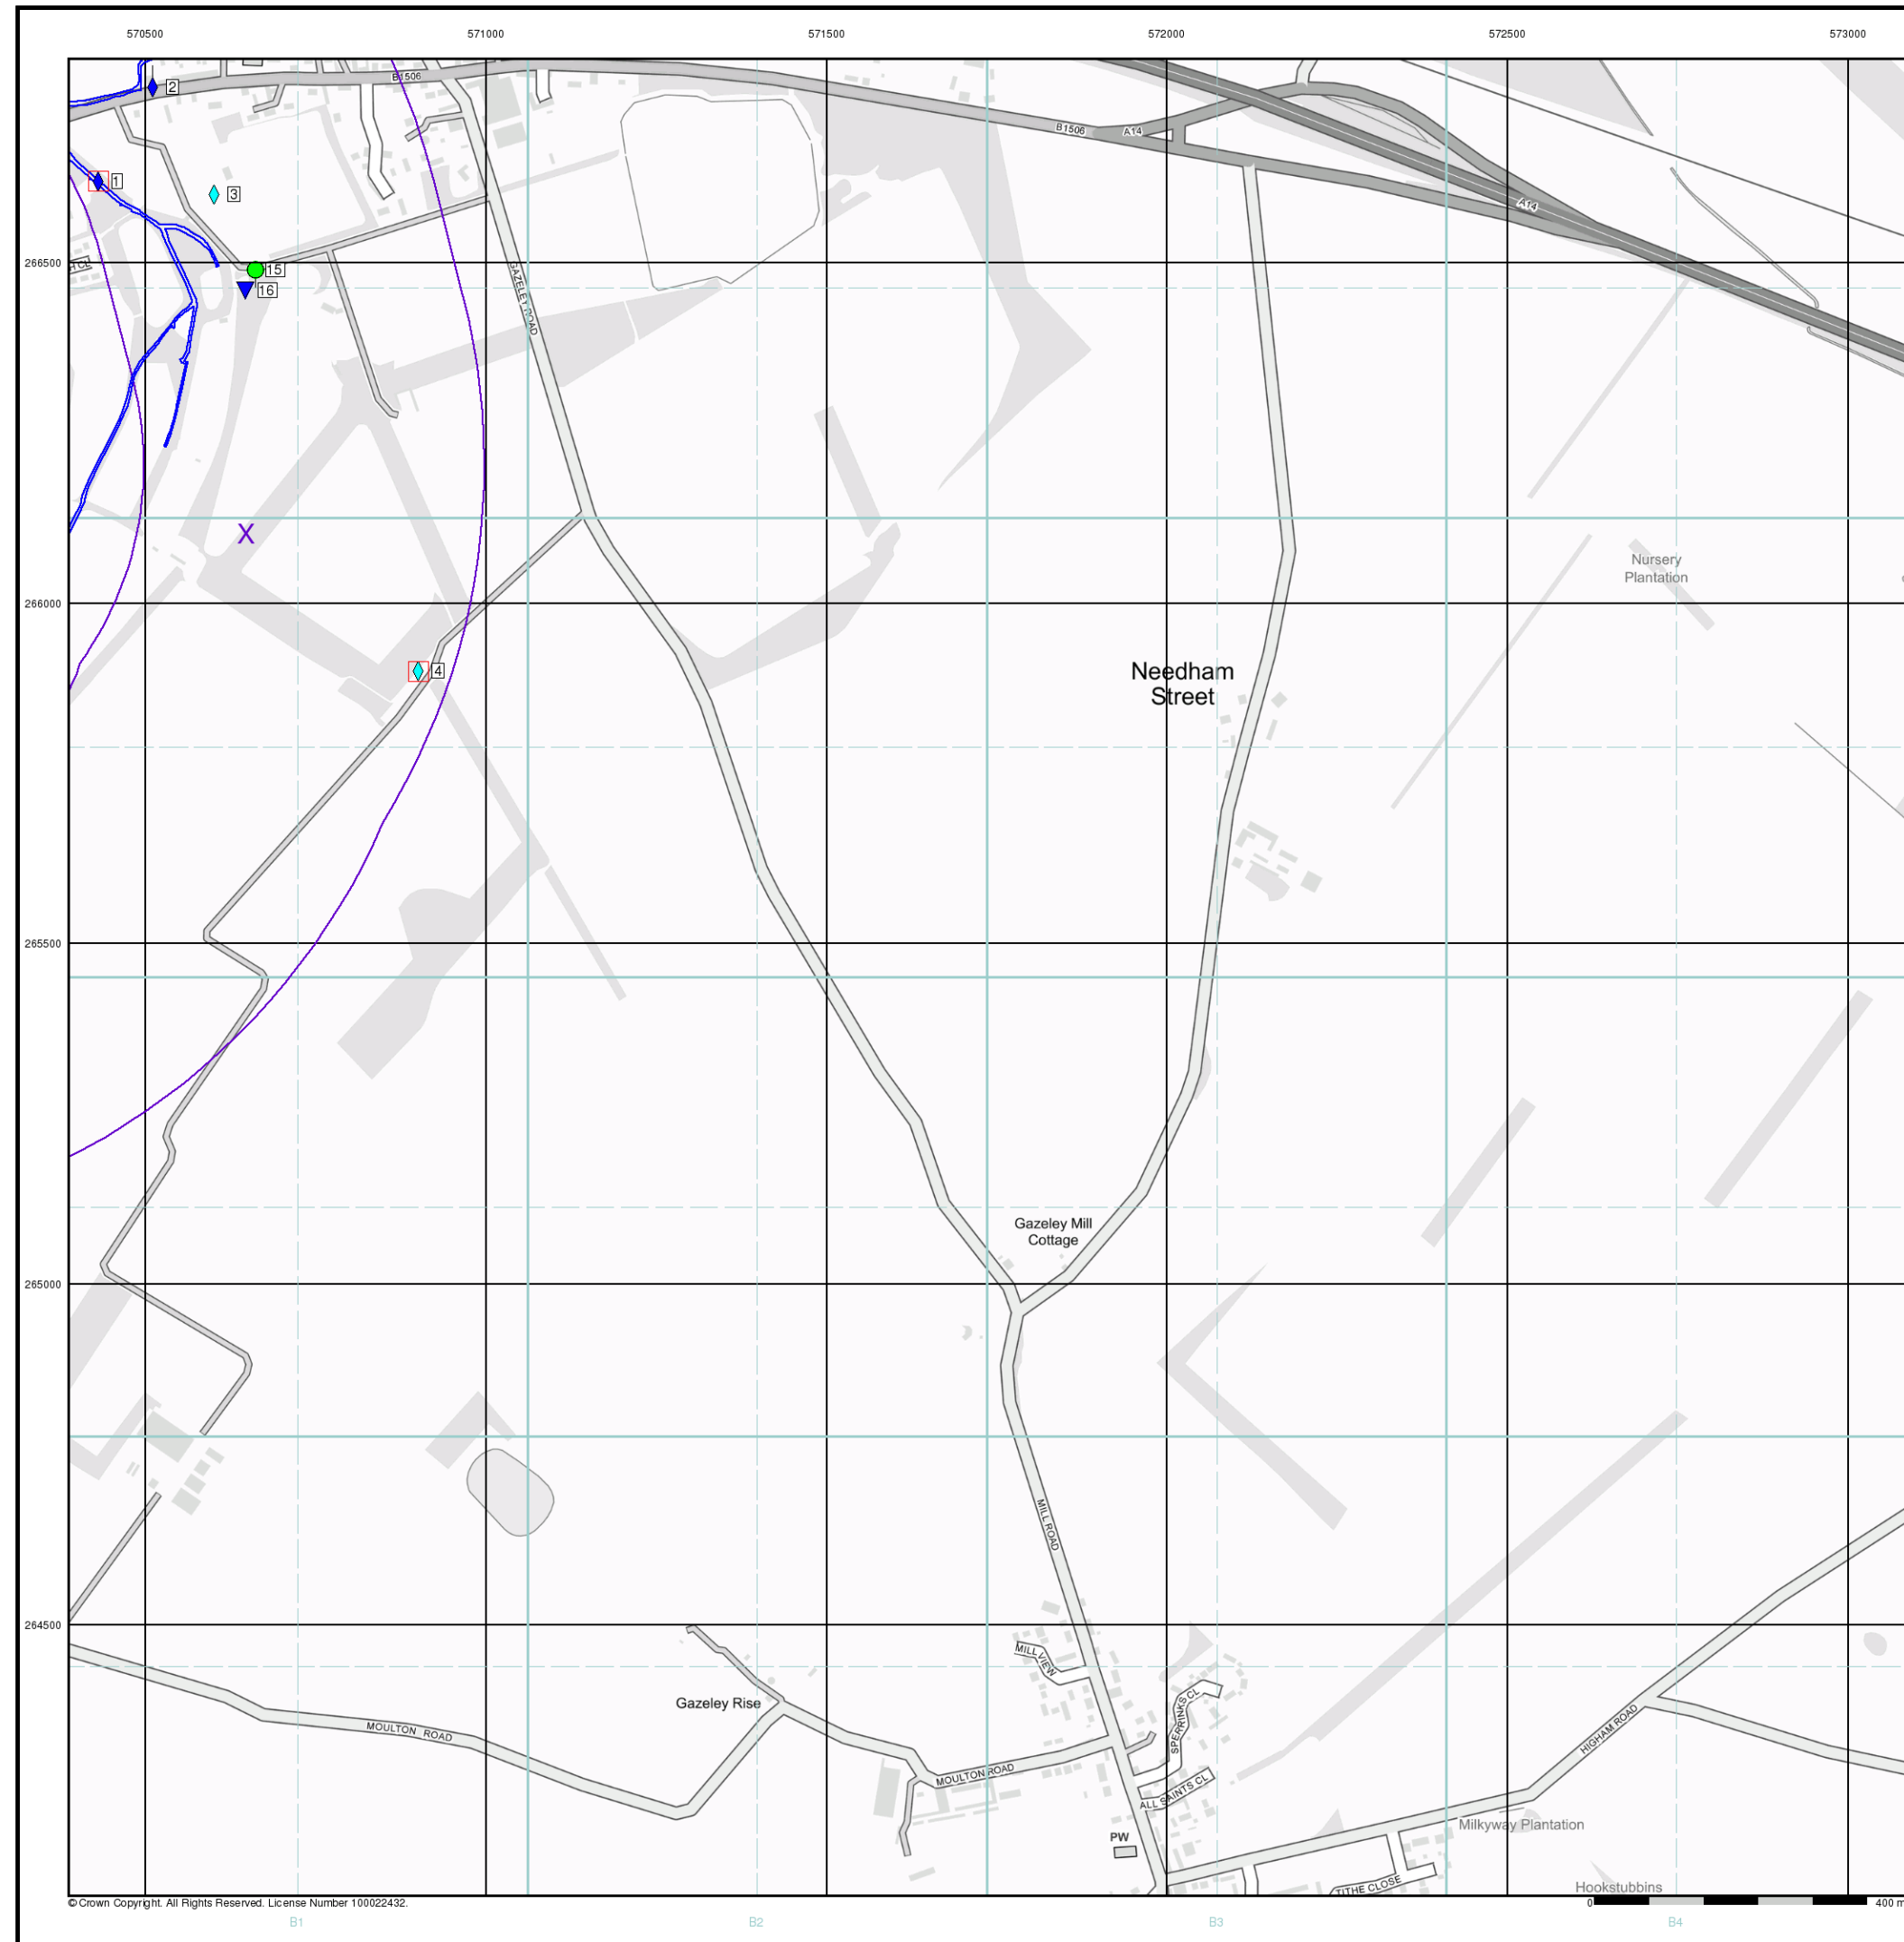 570500 571000 571500 572000 572500 573000
B1506
2
B1506
A14
1
3
A14
266500
15
16
GAZELEY ROAD
X
Nursery
Plantation
266000
4
Needham
Street
265500
Gazeley Mill
Cottage
265000
MILL ROAD
264500
MILL VIEW
SPERRINKS CL
Gazeley Rise
MOULTON ROAD
HIGHAM ROAD
MOULTON ROAD
ALL SAINTS CL
Milkyway Plantation
PW
TITHE CLOSE
Hookstubbins
© Crown Copyright. All Rights Reserved. License Number 100022432.
0 400 m
B1 B2 B3 B4